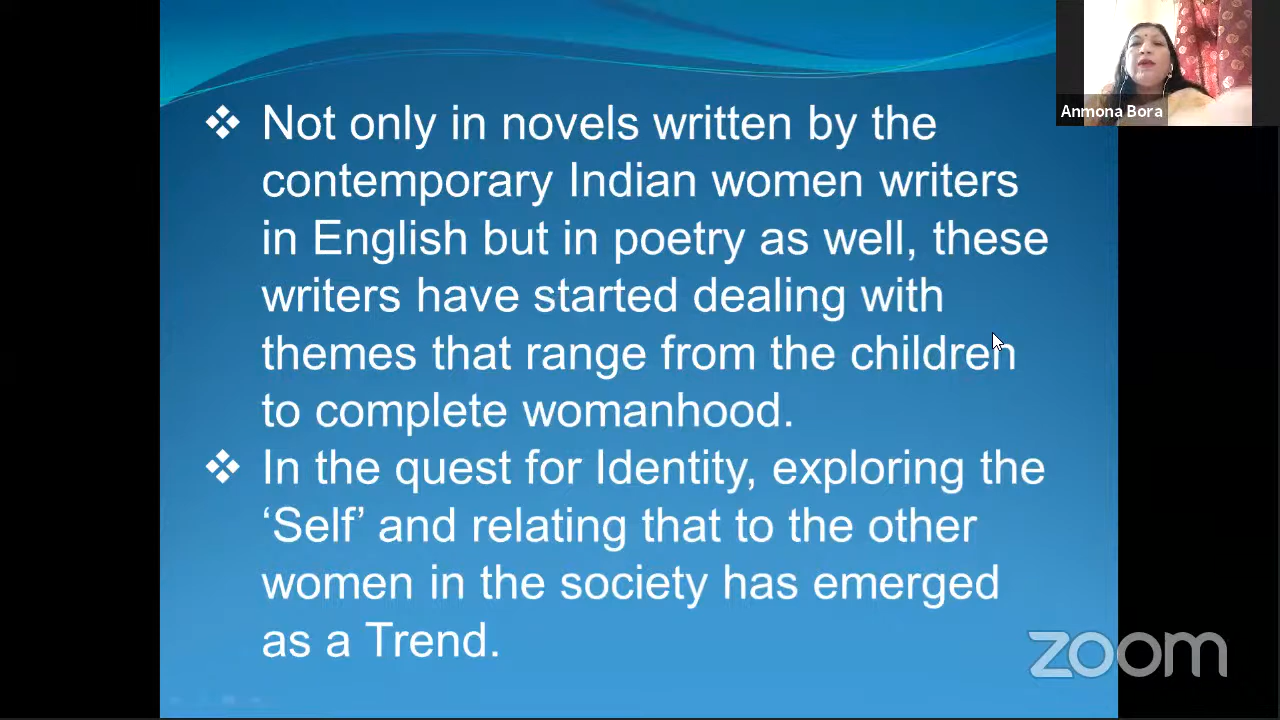 Anmona Bora
❖ Not only in novels written by the
contemporary Indian women writers
in English but in poetry as well, these
writers have started dealing with
themes that range from the children
to complete womanhood.
❖ In the quest for Identity, exploring the
‘Self’ and relating that to the other
women in the society has emerged
as a Trend.
zoom